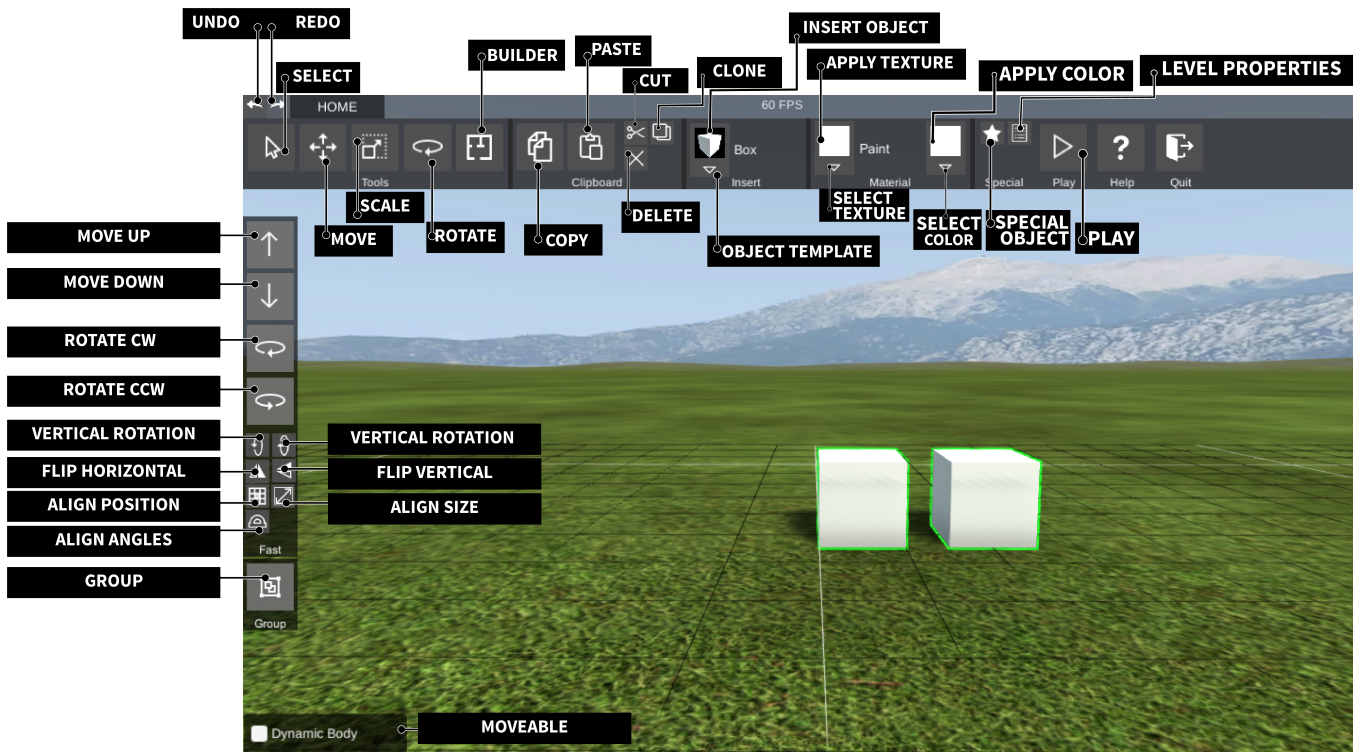 UNDO REDO
INSERT OBJECT
BUILDER
PASTE
APPLY TEXTURE
SELECT
CUT
CLONE
APPLY COLOR
LEVEL PROPERTIES
HOME
60 FPS
Box
Paint
Tools
Clipboard
Insert
Material
Special
Play
Help
Quit
SCALE
MOVE
ROTATE
COPY
DELETE
OBJECT TEMPLATE
SELECT
TEXTURE
SELECT
COLOR
SPECIAL
OBJECT
PLAY
MOVE UP
MOVE DOWN
ROTATE CW
ROTATE CCW
VERTICAL ROTATION
VERTICAL ROTATION
FLIP HORIZONTAL
FLIP VERTICAL
ALIGN POSITION
ALIGN SIZE
ALIGN ANGLES
Fast
GROUP
Group
Dynamic Body
MOVEABLE